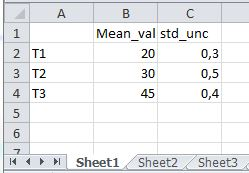 A B C
1 Mean_val std_unc
2 T1 20 0,3
3 T2 30 0,5
4 T3 45 0,4
5
6
7
Sheet1 Sheet2 Sheet3